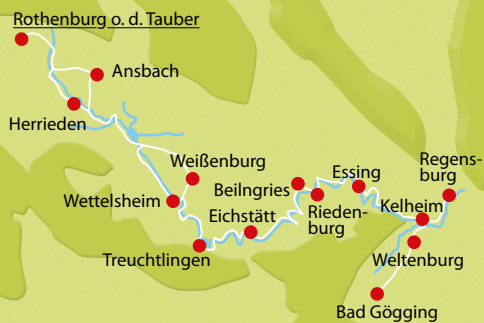 Rothenburg o. d. Tauber
Ansbach
Herrieden
Weißenburg
Wettelsheim
Treuchtlingen
Eichstätt
Beilngries
Rieden-
burg
Essing
Kelheim
Regens-
burg
Weltenburg
Bad Gögging